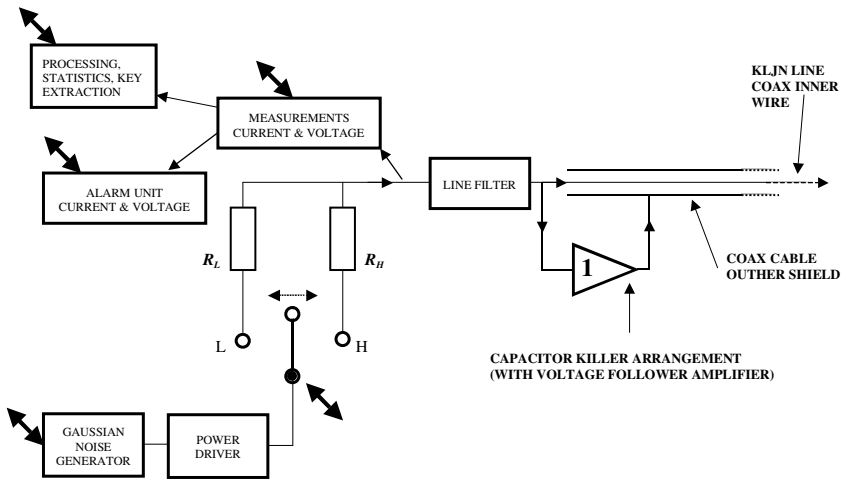 PROCESSING,
STATISTICS, KEY
EXTRACTION
MEASUREMENTS
CURRENT & VOLTAGE
ALARM UNIT
CURRENT & VOLTAGE
LINE FILTER
KLJN LINE
COAX INNER
WIRE
R_L
R_H
1
COAX CABLE
OUTHER SHIELD
L
H
CAPACITOR KILLER ARRANGEMENT
(WITH VOLTAGE FOLLOWER AMPLIFIER)
GAUSSIAN
NOISE
GENERATOR
POWER
DRIVER